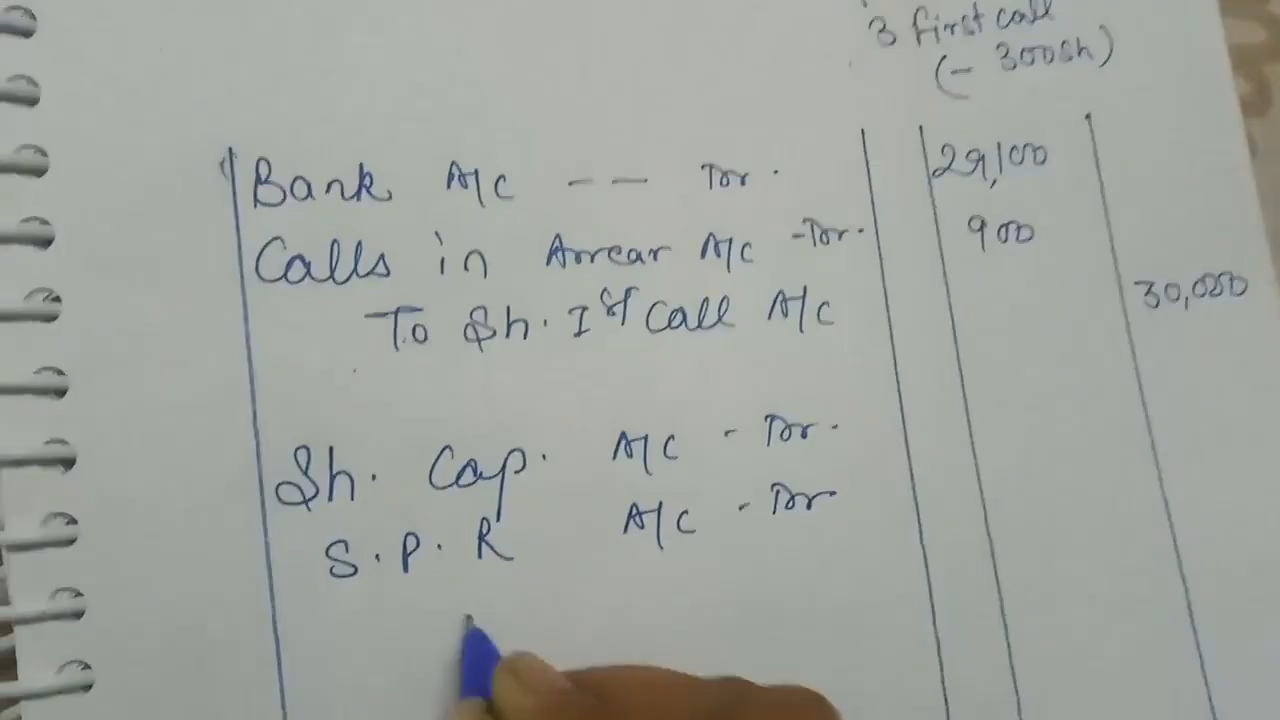 3 first call
(- 300sh)
Bank A/C -- Dr. 29,100
Calls in Arrear A/C -Dr. 900
To Sh. Ist Call A/C 30,000
Sh. Cap. A/C - Dr.
S.P.R A/C - Dr